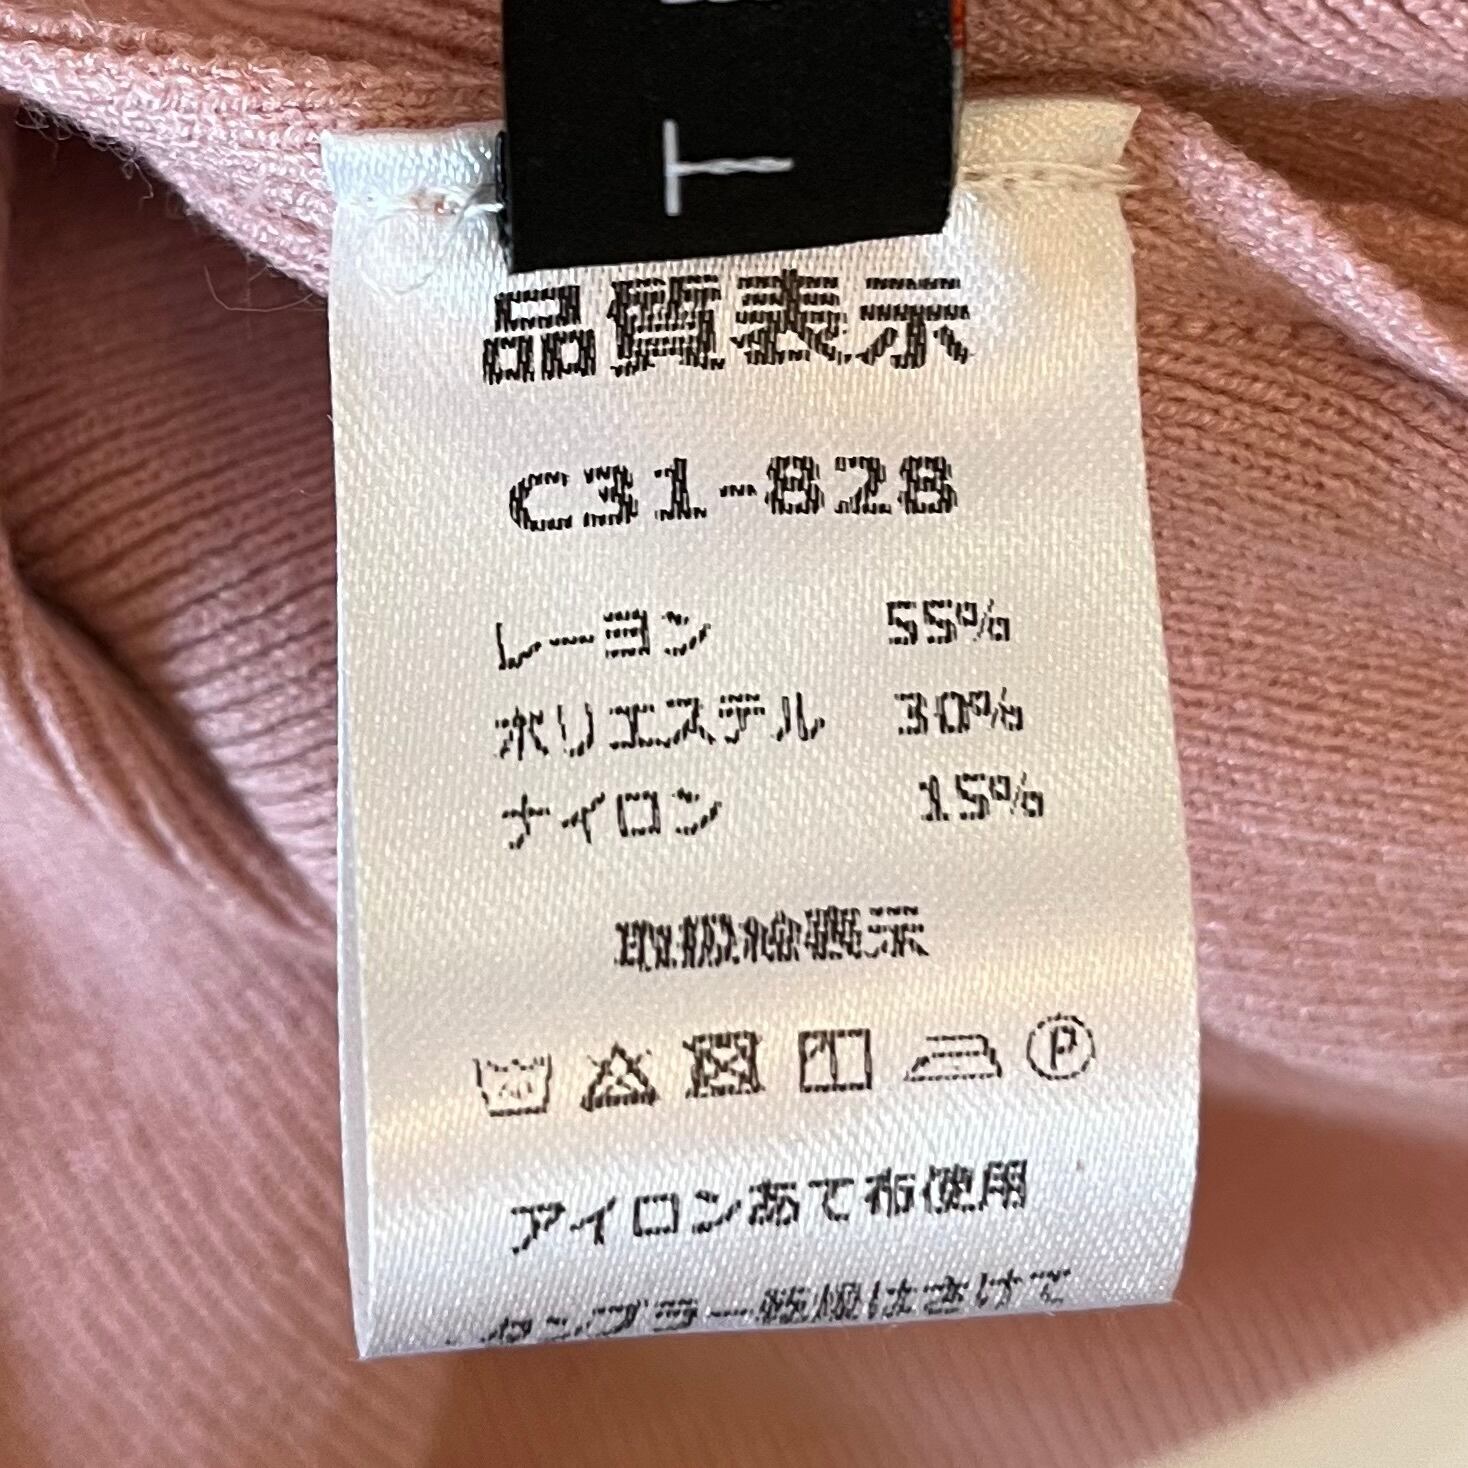 T
品質表示
C31-828
レーヨン 55%
ポリエステル 30%
ナイロン 15%
取扱絵表示
P
アイロンあて布使用